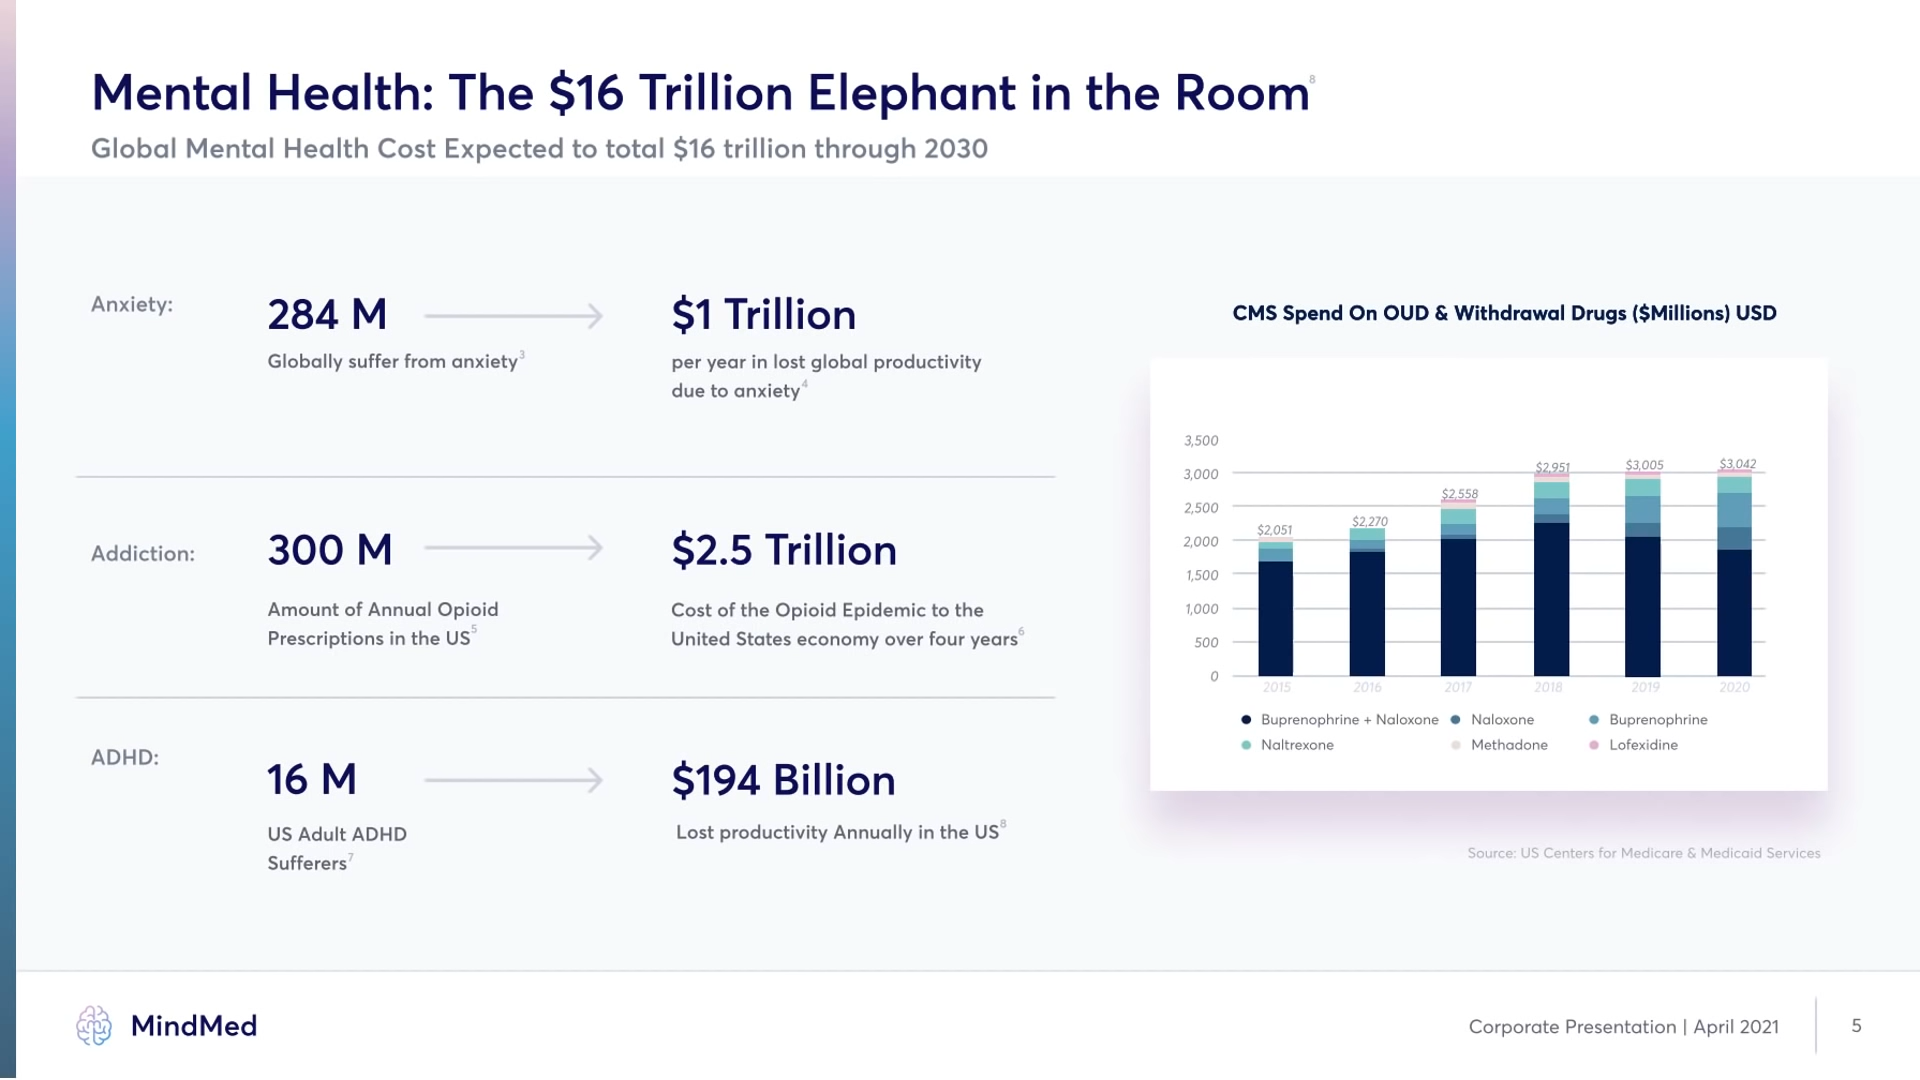 Mental Health: The $16 Trillion Elephant in the Room8
Global Mental Health Cost Expected to total $16 trillion through 2030
Anxiety:
284 M
Globally suffer from anxiety3
$1 Trillion
per year in lost global productivity
due to anxiety4
Addiction:
300 M
Amount of Annual Opioid
Prescriptions in the US5
$2.5 Trillion
Cost of the Opioid Epidemic to the
United States economy over four years6
ADHD:
16 M
US Adult ADHD
Sufferers7
$194 Billion
Lost productivity Annually in the US8
CMS Spend On OUD & Withdrawal Drugs ($Millions) USD
3,500
3,000
2,500
2,000
1,500
1,000
500
0
$2,051
$2,270
$2,558
$2,951
$3,005
$3,042
2015 2016 2017 2018 2019 2020
Buprenophrine + Naloxone Naloxone Buprenophrine
Naltrexone Methadone Lofexidine
Source: US Centers for Medicare & Medicaid Services
MindMed
Corporate Presentation | April 2021 5